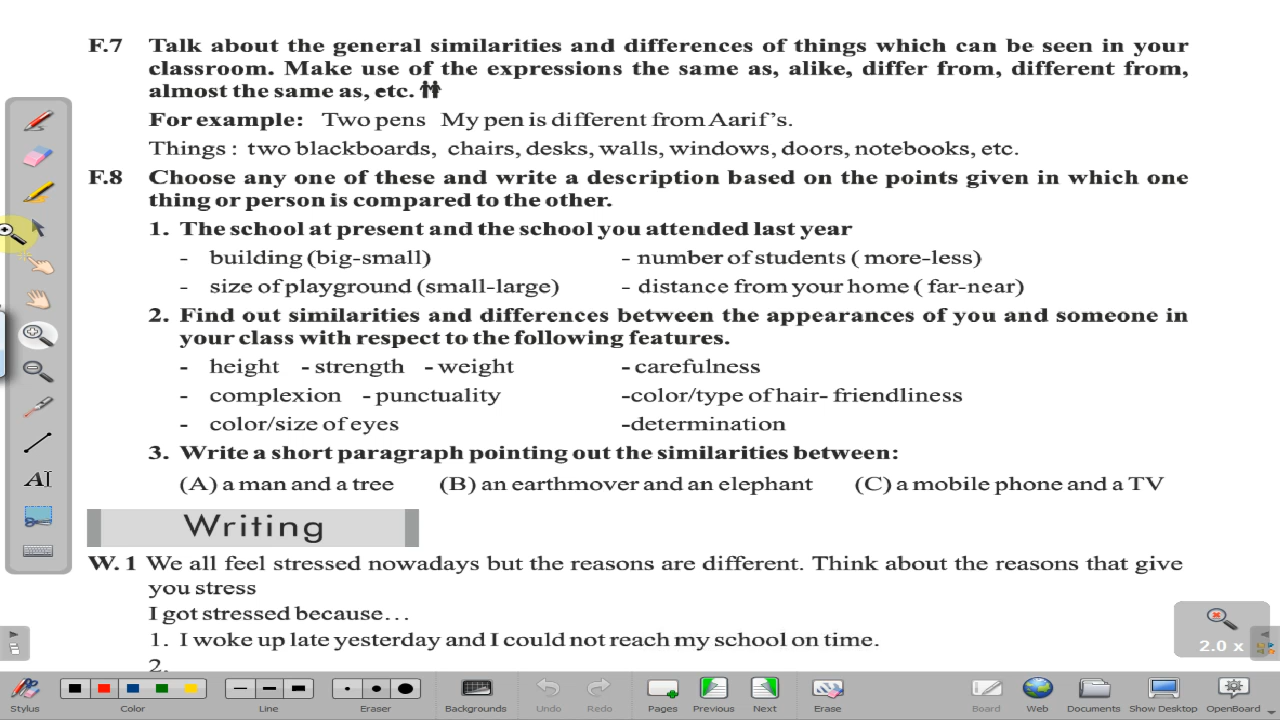 F.7 Talk about the general similarities and differences of things which can be seen in your
classroom. Make use of the expressions the same as, alike, differ from, different from,
almost the same as, etc.
For example: Two pens My pen is different from Aarif's.
Things : two blackboards, chairs, desks, walls, windows, doors, notebooks, etc.
F.8 Choose any one of these and write a description based on the points given in which one
thing or person is compared to the other.
1. The school at present and the school you attended last year
- building (big-small) - number of students ( more-less)
- size of playground (small-large) - distance from your home ( far-near)
2. Find out similarities and differences between the appearances of you and someone in
your class with respect to the following features.
- height - strength - weight - carefulness
- complexion - punctuality -color/type of hair- friendliness
- color/size of eyes -determination
3. Write a short paragraph pointing out the similarities between:
(A) a man and a tree (B) an earthmover and an elephant (C) a mobile phone and a TV
Writing
W. 1 We all feel stressed nowadays but the reasons are different. Think about the reasons that give
you stress
I got stressed because...
1. I woke up late yesterday and I could not reach my school on time.
2.
AI
2.0 x
Stylus Color Line Eraser Backgrounds Undo Redo Pages Previous Next Erase Board Web Documents Show Desktop OpenBoard